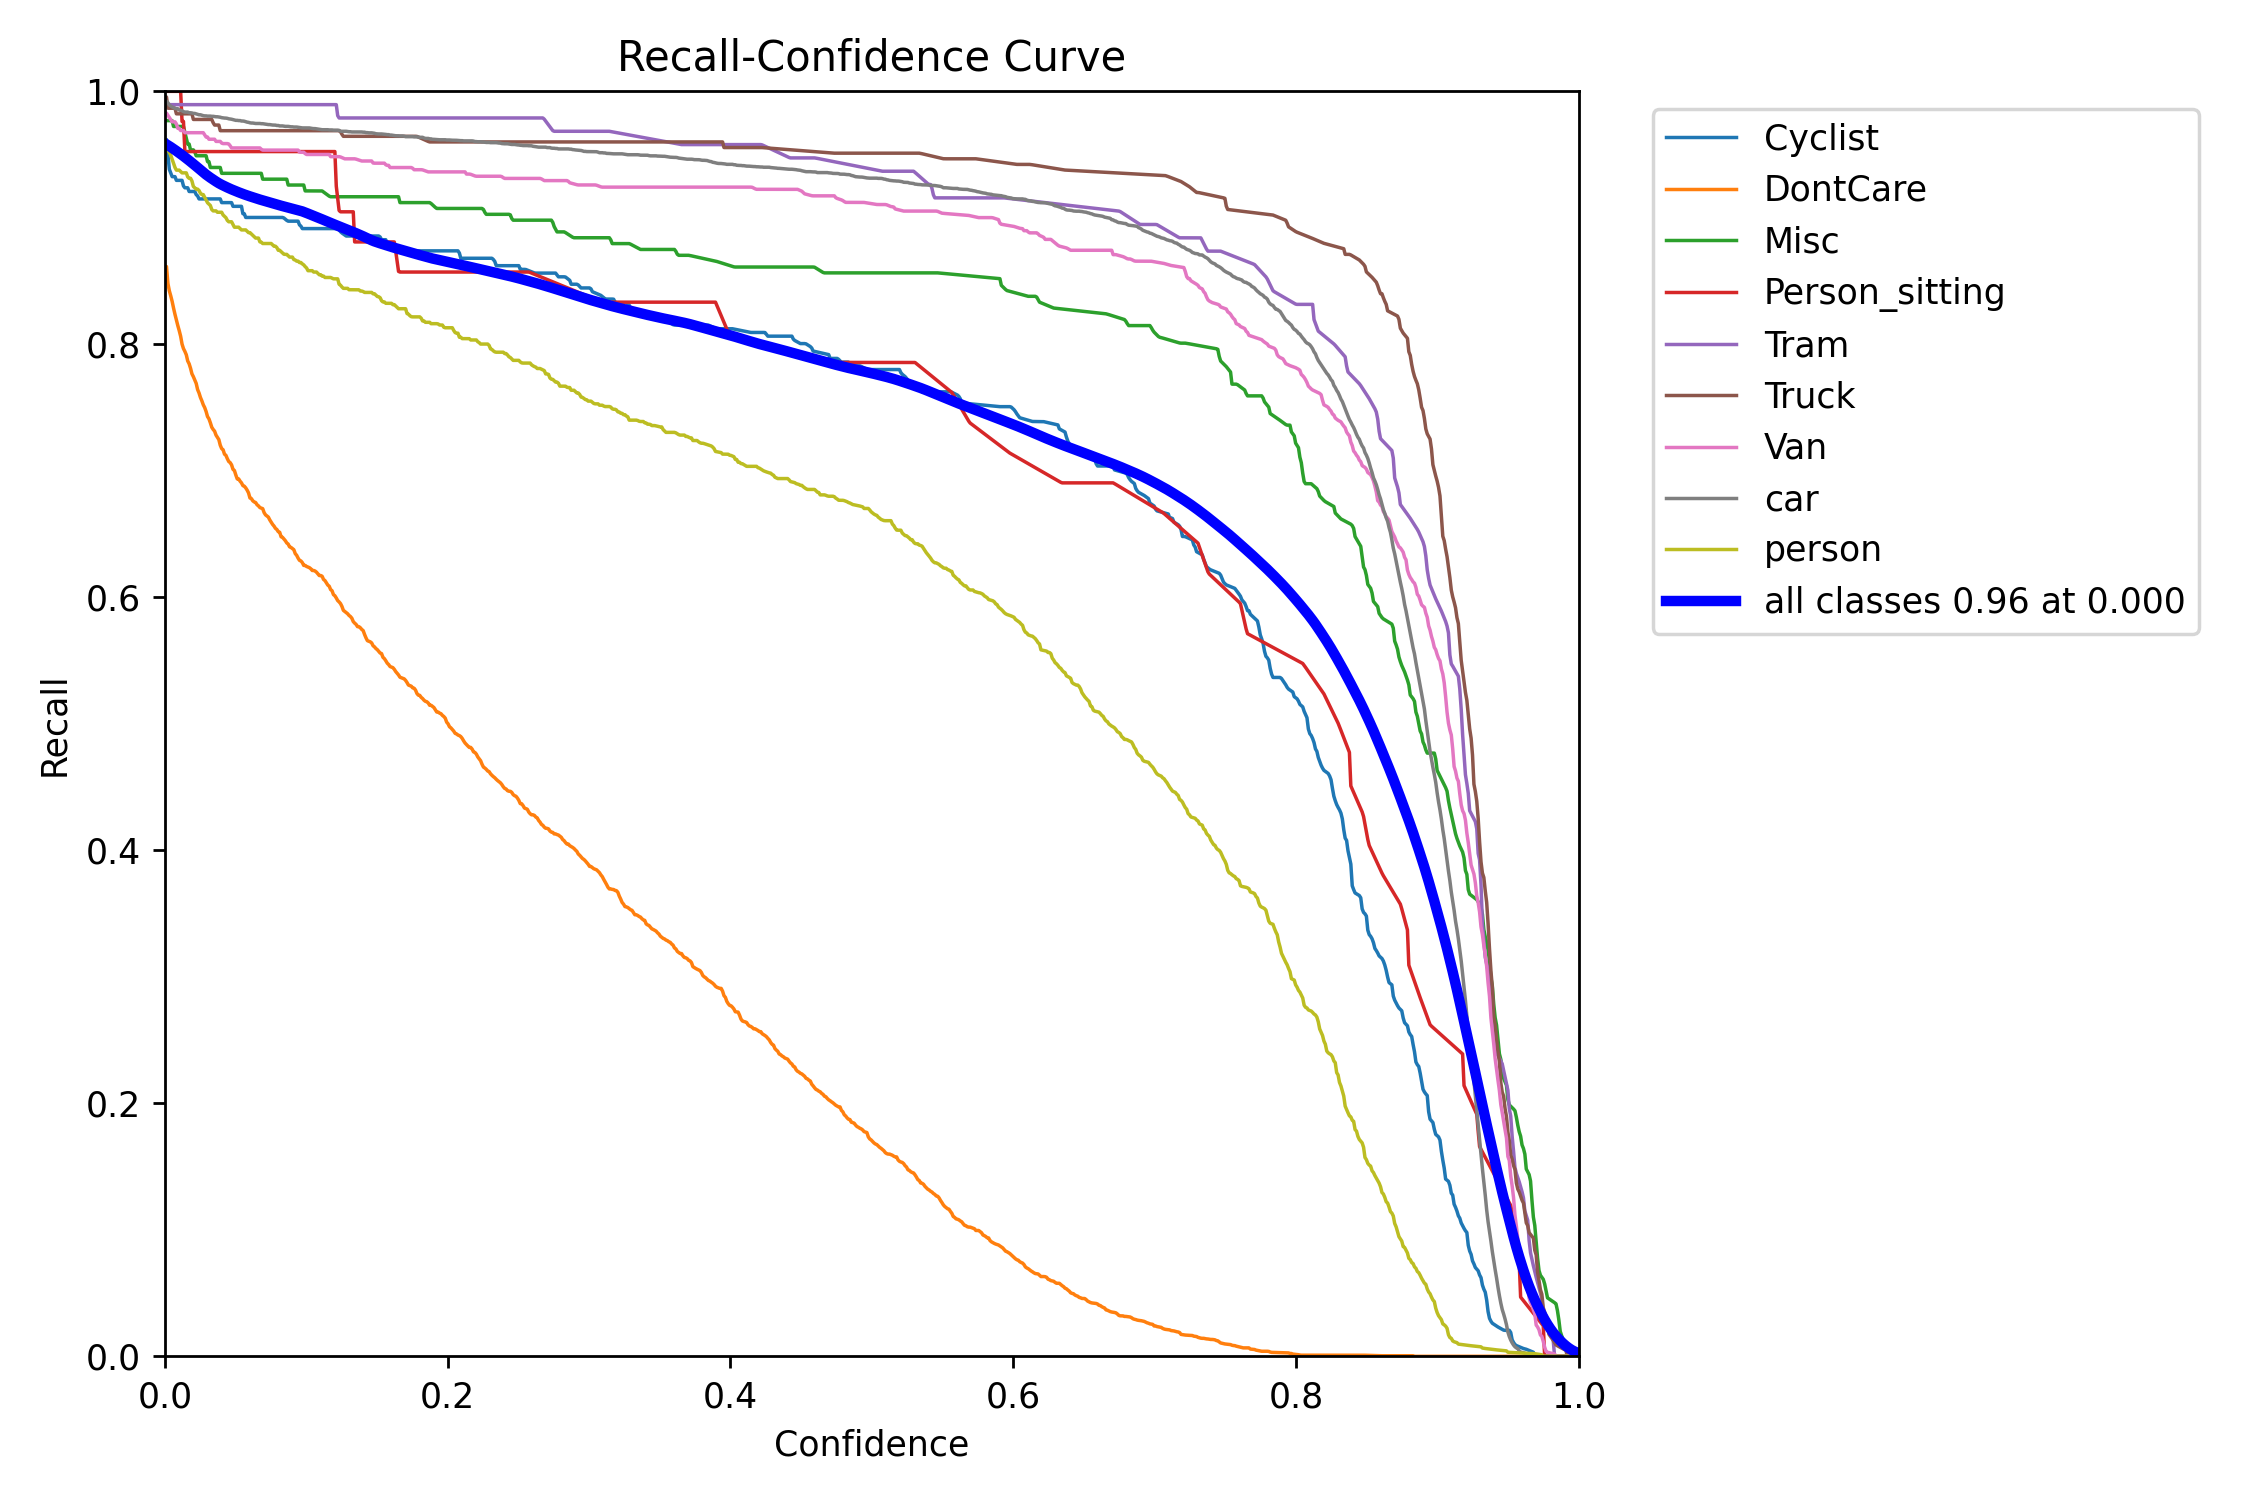 Recall-Confidence Curve
1.0
0.8
0.6
0.4
0.2
0.0
Recall
0.0 0.2 0.4 0.6 0.8 1.0
Confidence
Cyclist
DontCare
Misc
Person_sitting
Tram
Truck
Van
car
person
all classes 0.96 at 0.000